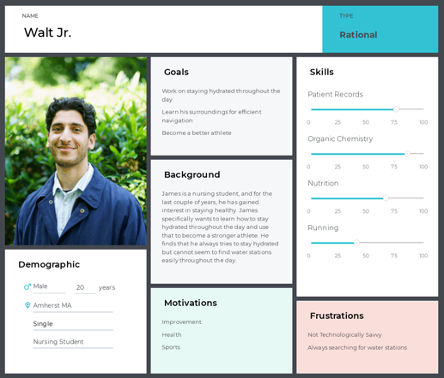 NAME
Walt Jr.
TYPE
Rational
Demographic
Male
20 years
Amherst MA
Single
Nursing Student
Goals
Work on staying hydrated throughout the
day
Learn his surroundings for efficient
navigation
Become a better athlete
Background
James is a nursing student, and for the
last couple of years, he has gained
interest in staying healthy. James
specifically wants to learn how to stay
hydrated throughout the day and use
that to become a stronger athlete. He
finds that he always tries to stay hydrated
but cannot seem to find water stations
easily throughout the day.
Motivations
Improvement
Health
Sports
Skills
Patient Records
0 25 50 75 100
Organic Chemistry
0 25 50 75 100
Nutrition
0 25 50 75 100
Running
0 25 50 75 100
Frustrations
Not Technologically Savvy
Always searching for water stations